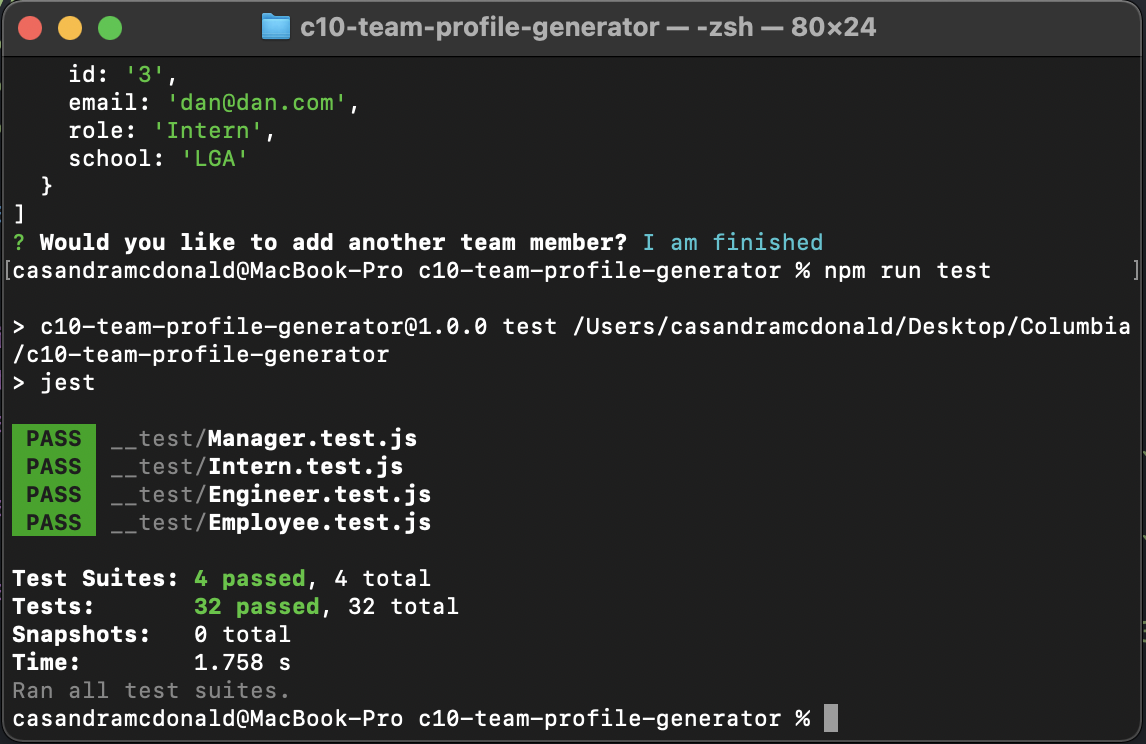 c10-team-profile-generator — -zsh — 80×24
id: '3',
email: 'dan@dan.com',
role: 'Intern',
school: 'LGA'
}
]
? Would you like to add another team member? I am finished
[casandramcdonald@MacBook-Pro c10-team-profile-generator % npm run test ]
> c10-team-profile-generator@1.0.0 test /Users/casandramcdonald/Desktop/Columbia
/c10-team-profile-generator
> jest
PASS __test/Manager.test.js
PASS __test/Intern.test.js
PASS __test/Engineer.test.js
PASS __test/Employee.test.js
Test Suites: 4 passed, 4 total
Tests: 32 passed, 32 total
Snapshots: 0 total
Time: 1.758 s
Ran all test suites.
casandramcdonald@MacBook-Pro c10-team-profile-generator %